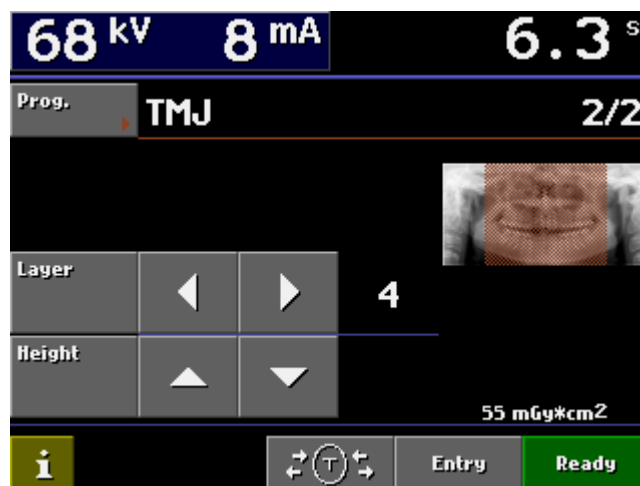 68 kV 8 mA 6.3 s
Prog. TMJ 2/2
Layer 4
Height
55 mGy*cm2
i T Entry Ready